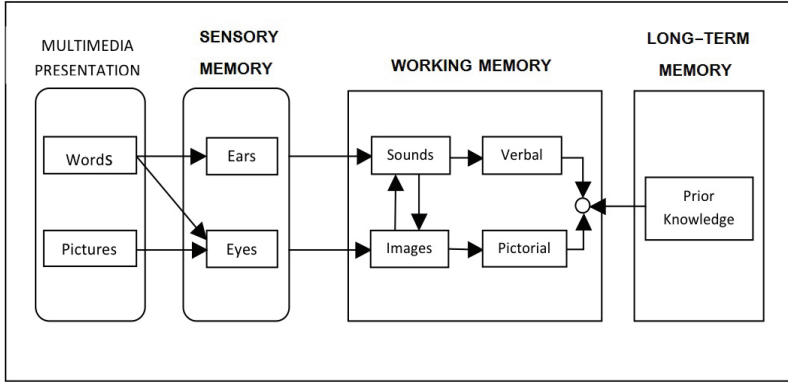 MULTIMEDIA
PRESENTATION
SENSORY
MEMORY
WORKING MEMORY
LONG–TERM
MEMORY
Words
Ears
Sounds
Verbal
Prior
Knowledge
Pictures
Eyes
Images
Pictorial